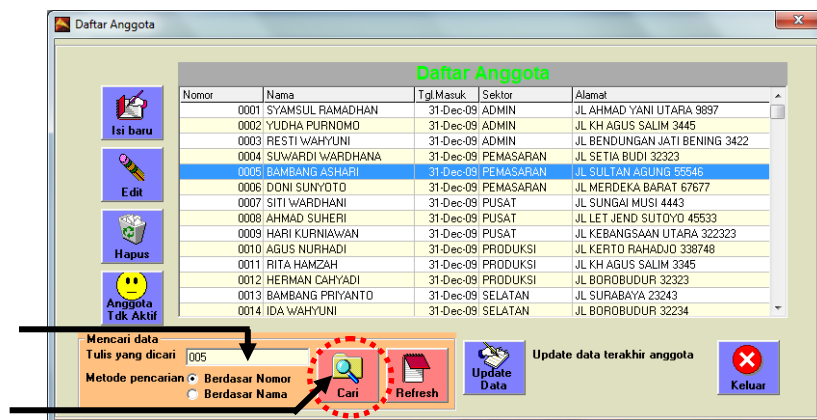 Daftar Anggota
Daftar Anggota
Nomor Nama Tgl.Masuk Sektor Alamat
0001 SYAMSUL RAMADHAN 31-Dec-09 ADMIN JL AHMAD YANI UTARA 9897
0002 YUDHA PURNOMO 31-Dec-09 ADMIN JL KH AGUS SALIM 3445
0003 RESTI WAHYUNI 31-Dec-09 ADMIN JL BENDUNGAN JATI BENING 3422
0004 SUWARDI WARDHANA 31-Dec-09 PEMASARAN JL SETIA BUDI 32323
0005 BAMBANG ASHARI 31-Dec-09 PEMASARAN JL SULTAN AGUNG 55546
0006 DONI SUNYOTO 31-Dec-09 PEMASARAN JL MERDEKA BARAT 67677
0007 SITI WARDHANI 31-Dec-09 PUSAT JL SUNGAI MUSI 4443
0008 AHMAD SUHERI 31-Dec-09 PUSAT JL LET JEND SUTOYO 45533
0009 HARI KURNIAWAN 31-Dec-09 PUSAT JL KEBANGSAAN UTARA 322323
0010 AGUS NURHADI 31-Dec-09 PRODUKSI JL KERTO RAHADJO 338748
0011 RITA HAMZAH 31-Dec-09 PRODUKSI JL KH AGUS SALIM 3345
0012 HERMAN CAHYADI 31-Dec-09 PRODUKSI JL BOROBUDUR 32323
0013 BAMBANG PRIYANTO 31-Dec-09 SELATAN JL SURABAYA 23243
0014 IDA WAHYUNI 31-Dec-09 SELATAN JL BOROBUDUR 32234
Isi baru
Edit
Hapus
Anggota
Tdk Aktif
Mencari data
Tulis yang dicari 005
Metode pencarian Berdasar Nomor
Berdasar Nama
Cari
Refresh
Update
Data
Update data terakhir anggota
Keluar